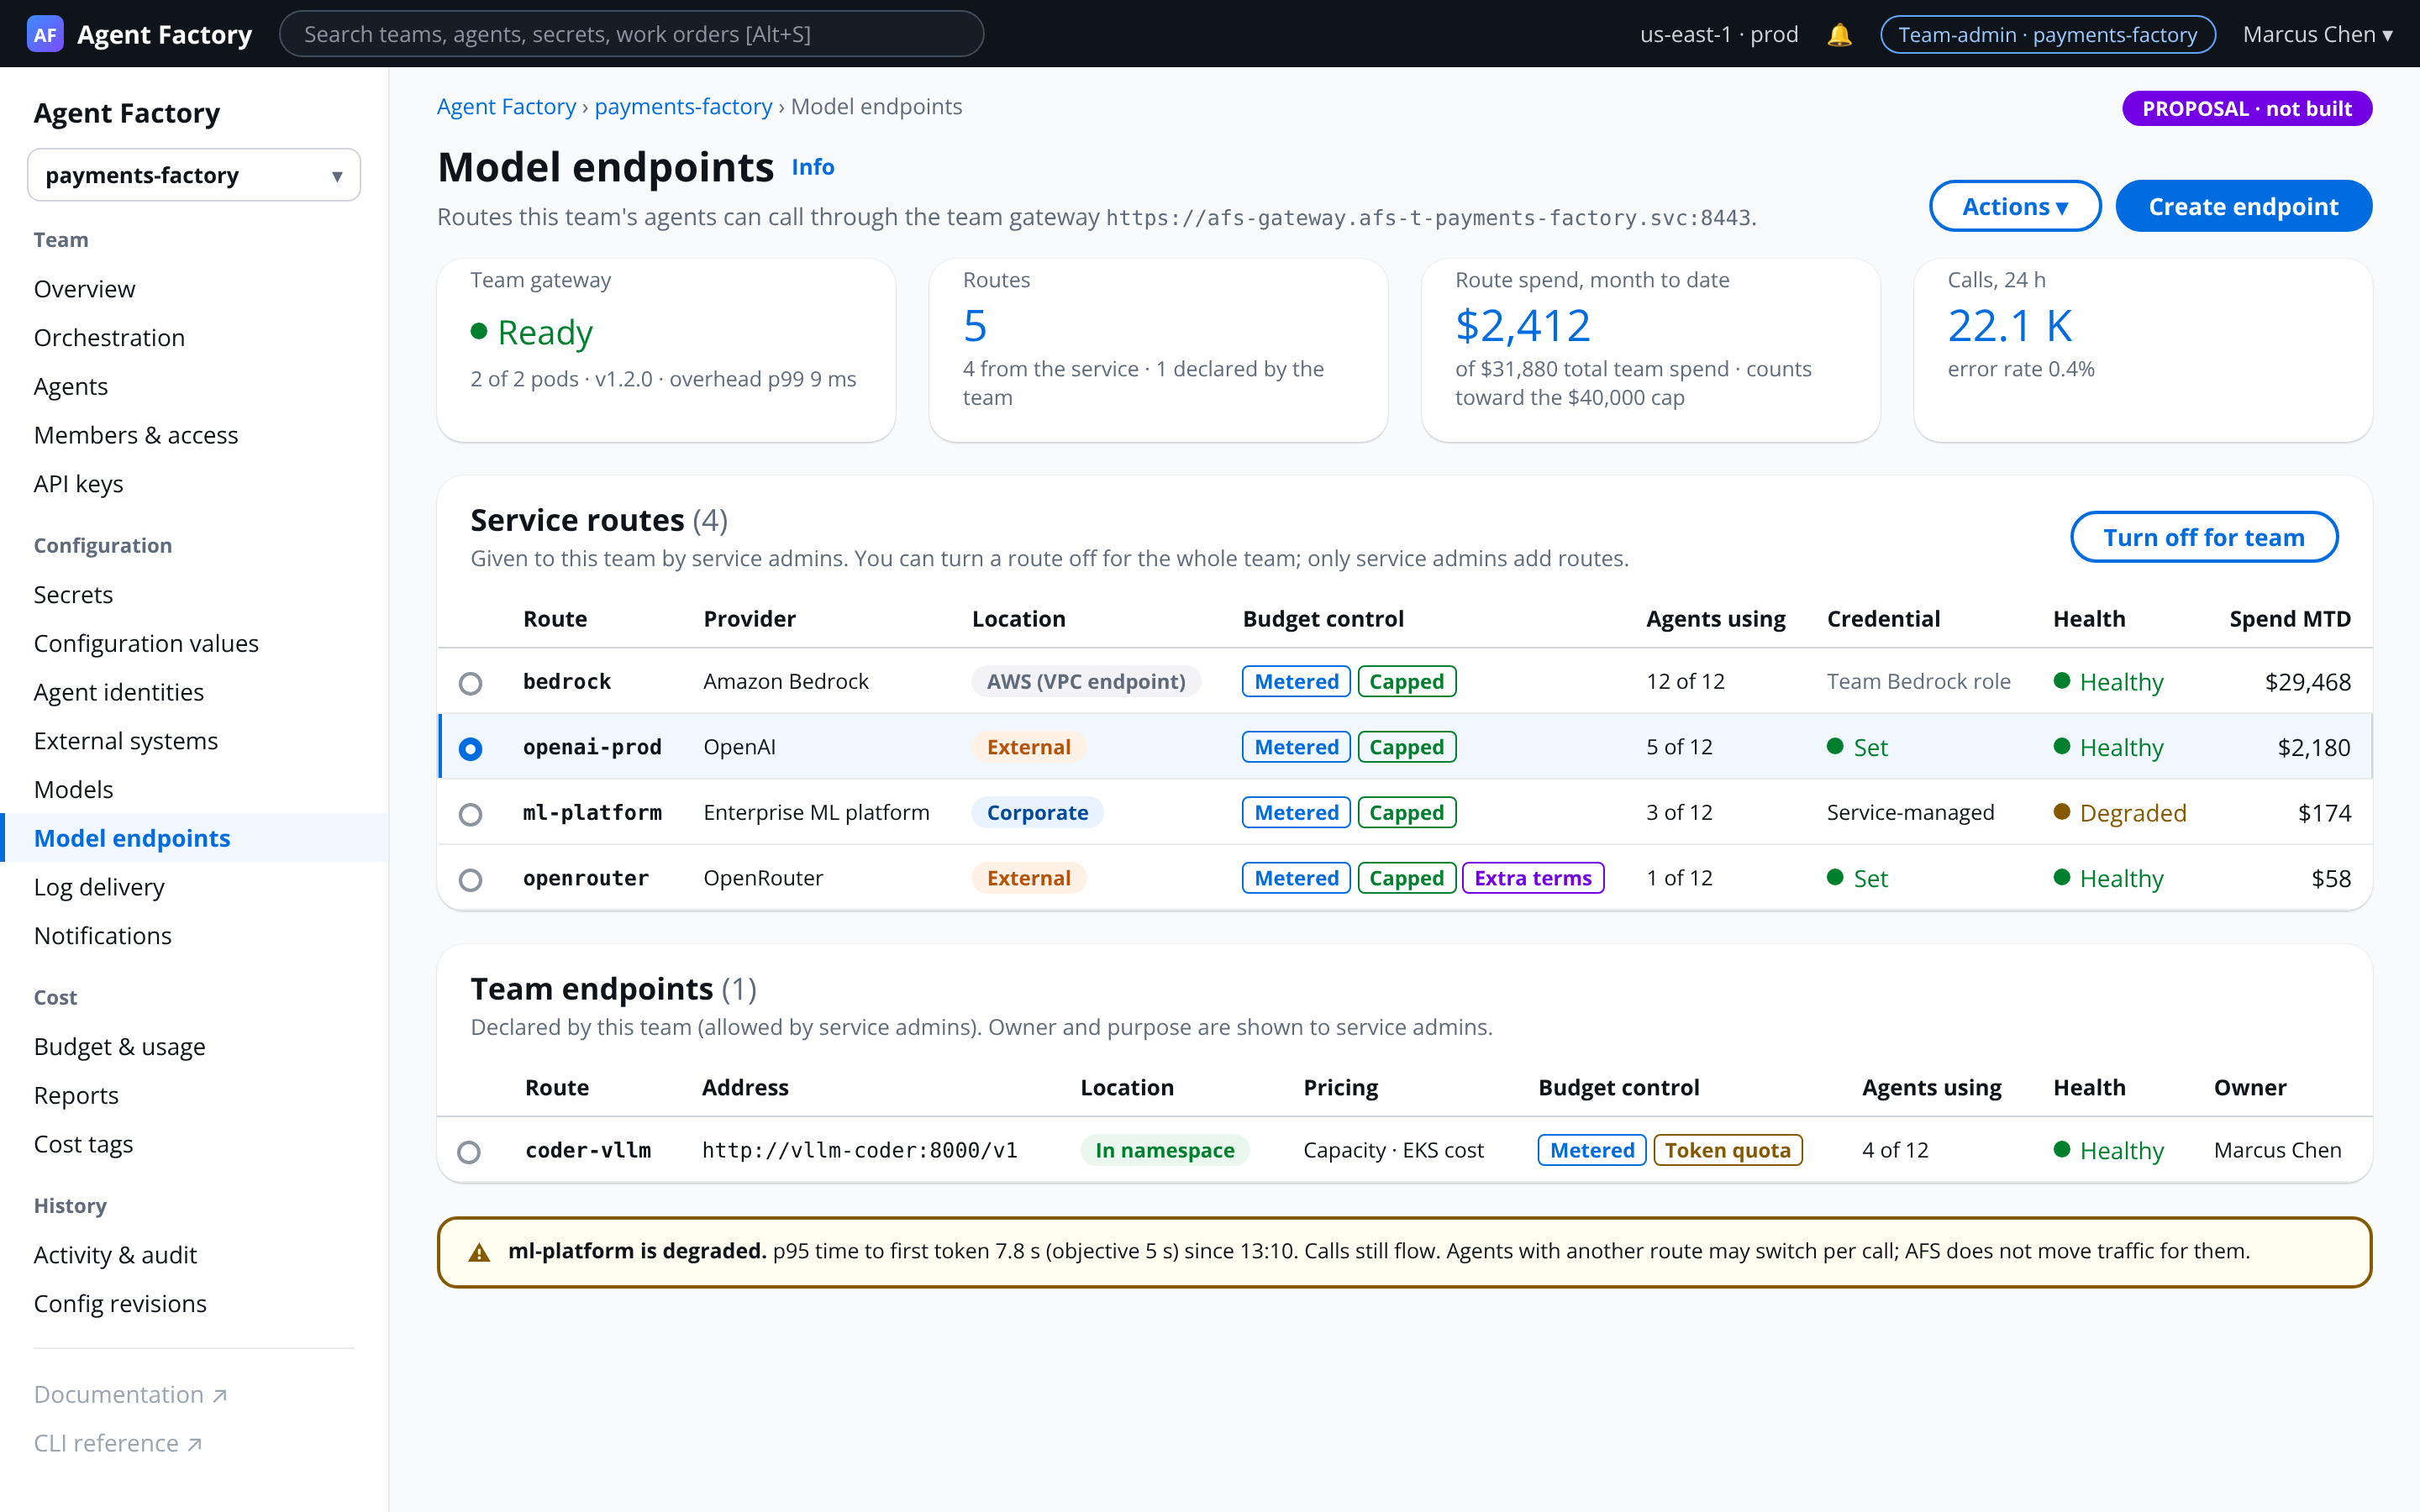 AF Agent Factory
Search teams, agents, secrets, work orders [Alt+S]
us-east-1 · prod
Team-admin · payments-factory
Marcus Chen ▾
Agent Factory
payments-factory ▾
Team
Overview
Orchestration
Agents
Members & access
API keys
Configuration
Secrets
Configuration values
Agent identities
External systems
Models
Model endpoints
Log delivery
Notifications
Cost
Budget & usage
Reports
Cost tags
History
Activity & audit
Config revisions
Documentation ↗
CLI reference ↗
Agent Factory › payments-factory › Model endpoints
PROPOSAL · not built
Model endpoints Info
Routes this team's agents can call through the team gateway https://afs-gateway.afs-t-payments-factory.svc:8443.
Actions ▾
Create endpoint
Team gateway
Ready
2 of 2 pods · v1.2.0 · overhead p99 9 ms
Routes
5
4 from the service · 1 declared by the
team
Route spend, month to date
$2,412
of $31,880 total team spend · counts
toward the $40,000 cap
Calls, 24 h
22.1 K
error rate 0.4%
Service routes (4)
Given to this team by service admins. You can turn a route off for the whole team; only service admins add routes.
Turn off for team
Route Provider Location Budget control Agents using Credential Health Spend MTD
bedrock Amazon Bedrock AWS (VPC endpoint) Metered Capped 12 of 12 Team Bedrock role Healthy $29,468
openai-prod OpenAI External Metered Capped 5 of 12 Set Healthy $2,180
ml-platform Enterprise ML platform Corporate Metered Capped 3 of 12 Service-managed Degraded $174
openrouter OpenRouter External Metered Capped Extra terms 1 of 12 Set Healthy $58
Team endpoints (1)
Declared by this team (allowed by service admins). Owner and purpose are shown to service admins.
Route Address Location Pricing Budget control Agents using Health Owner
coder-vllm http://vllm-coder:8000/v1 In namespace Capacity · EKS cost Metered Token quota 4 of 12 Healthy Marcus Chen
ml-platform is degraded. p95 time to first token 7.8 s (objective 5 s) since 13:10. Calls still flow. Agents with another route may switch per call; AFS does not move traffic for them.